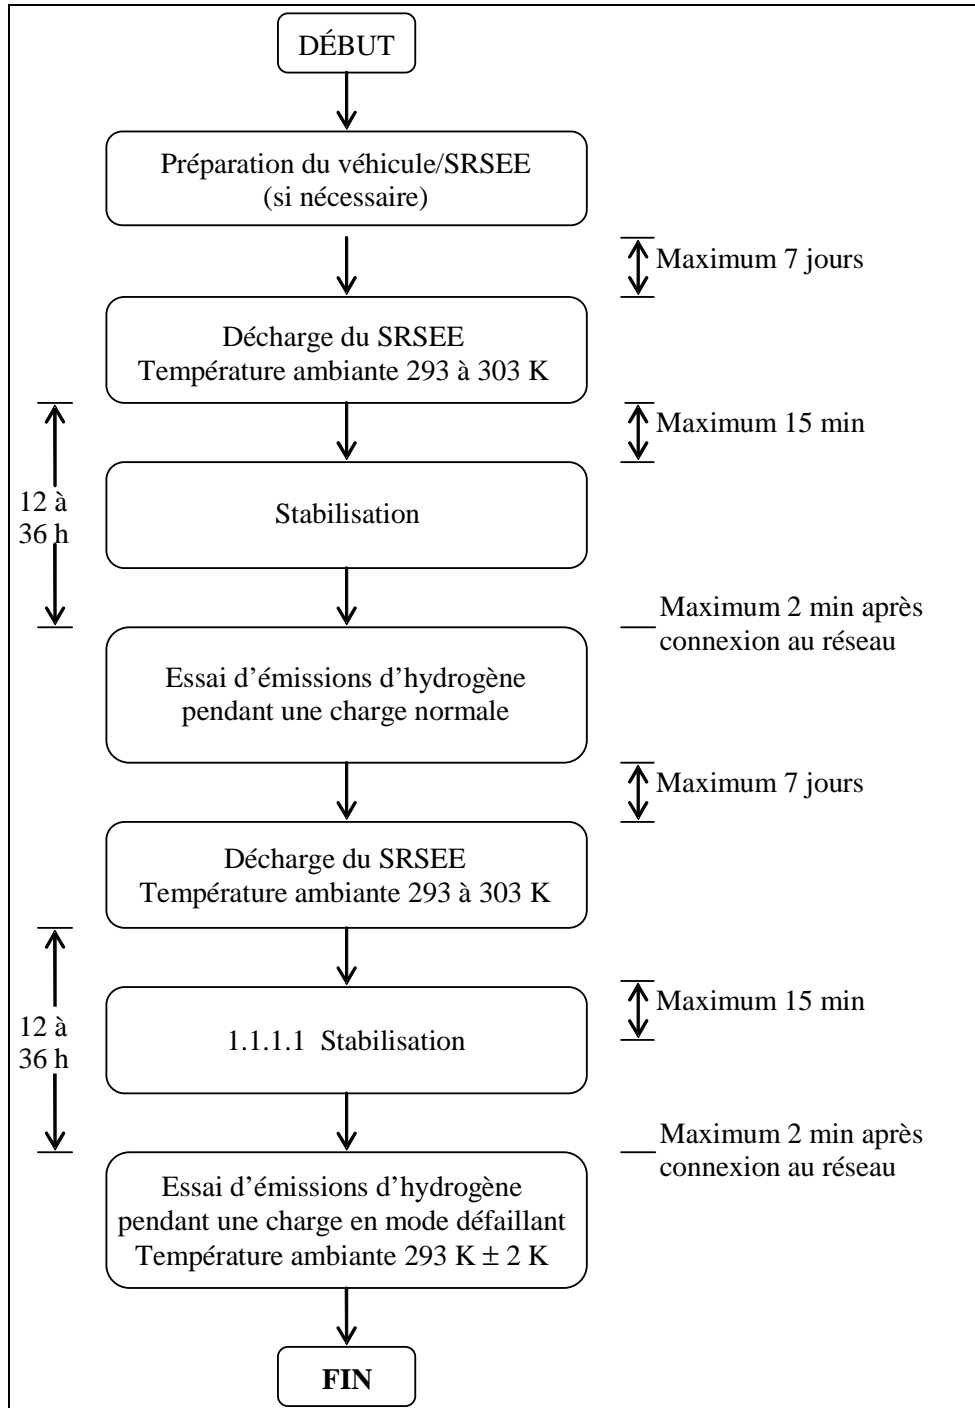 DÉBUT
Préparation du véhicule/SRSEE
(si nécessaire)
Maximum 7 jours
Décharge du SRSEE
Température ambiante 293 à 303 K
Maximum 15 min
12 à
36 h
Stabilisation
Maximum 2 min après
connexion au réseau
Essai d'émissions d'hydrogène
pendant une charge normale
Maximum 7 jours
Décharge du SRSEE
Température ambiante 293 à 303 K
Maximum 15 min
12 à
36 h
1.1.1.1 Stabilisation
Maximum 2 min après
connexion au réseau
Essai d'émissions d'hydrogène
pendant une charge en mode défaillant
Température ambiante 293 K ± 2 K
FIN